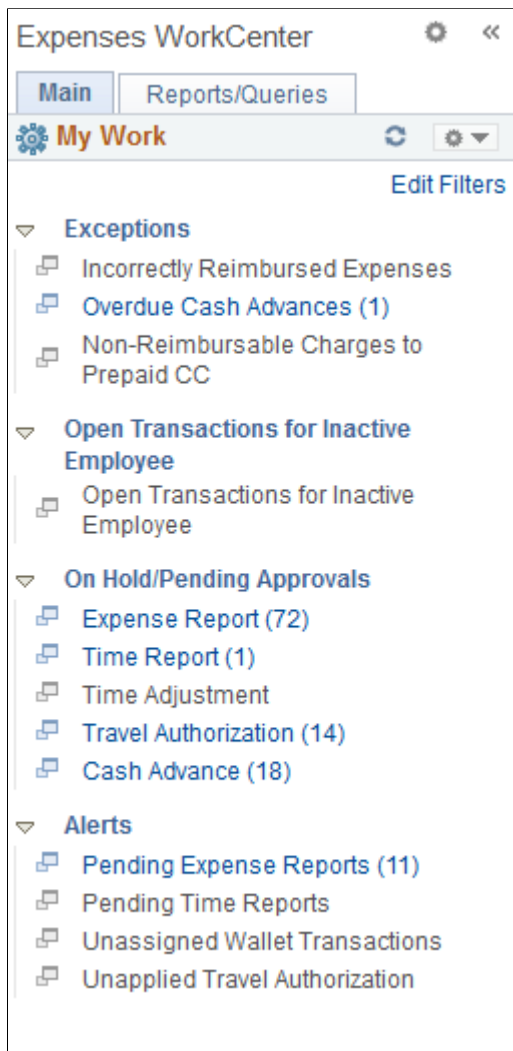 Expenses WorkCenter
Main
Reports/Queries
My Work
Edit Filters
Exceptions
Incorrectly Reimbursed Expenses
Overdue Cash Advances (1)
Non-Reimbursable Charges to
Prepaid CC
Open Transactions for Inactive
Employee
Open Transactions for Inactive
Employee
On Hold/Pending Approvals
Expense Report (72)
Time Report (1)
Time Adjustment
Travel Authorization (14)
Cash Advance (18)
Alerts
Pending Expense Reports (11)
Pending Time Reports
Unassigned Wallet Transactions
Unapplied Travel Authorization